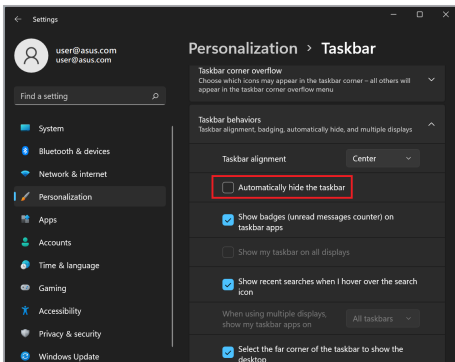 Settings
user@asus.com
user@asus.com
Find a setting
System
Bluetooth & devices
Network & internet
Personalization
Apps
Accounts
Time & language
Gaming
Accessibility
Privacy & security
Windows Update
Personalization > Taskbar
Taskbar corner overflow
Choose which icons may appear in the taskbar corner – all others will
appear in the taskbar corner overflow menu
Taskbar behaviors
Taskbar alignment, badging, automatically hide, and multiple displays
Taskbar alignment
Center
Automatically hide the taskbar
Show badges (unread messages counter) on
taskbar apps
Show my taskbar on all displays
Show recent searches when I hover over the search
icon
When using multiple displays,
show my taskbar apps on
All taskbars
Select the far corner of the taskbar to show the
desktop